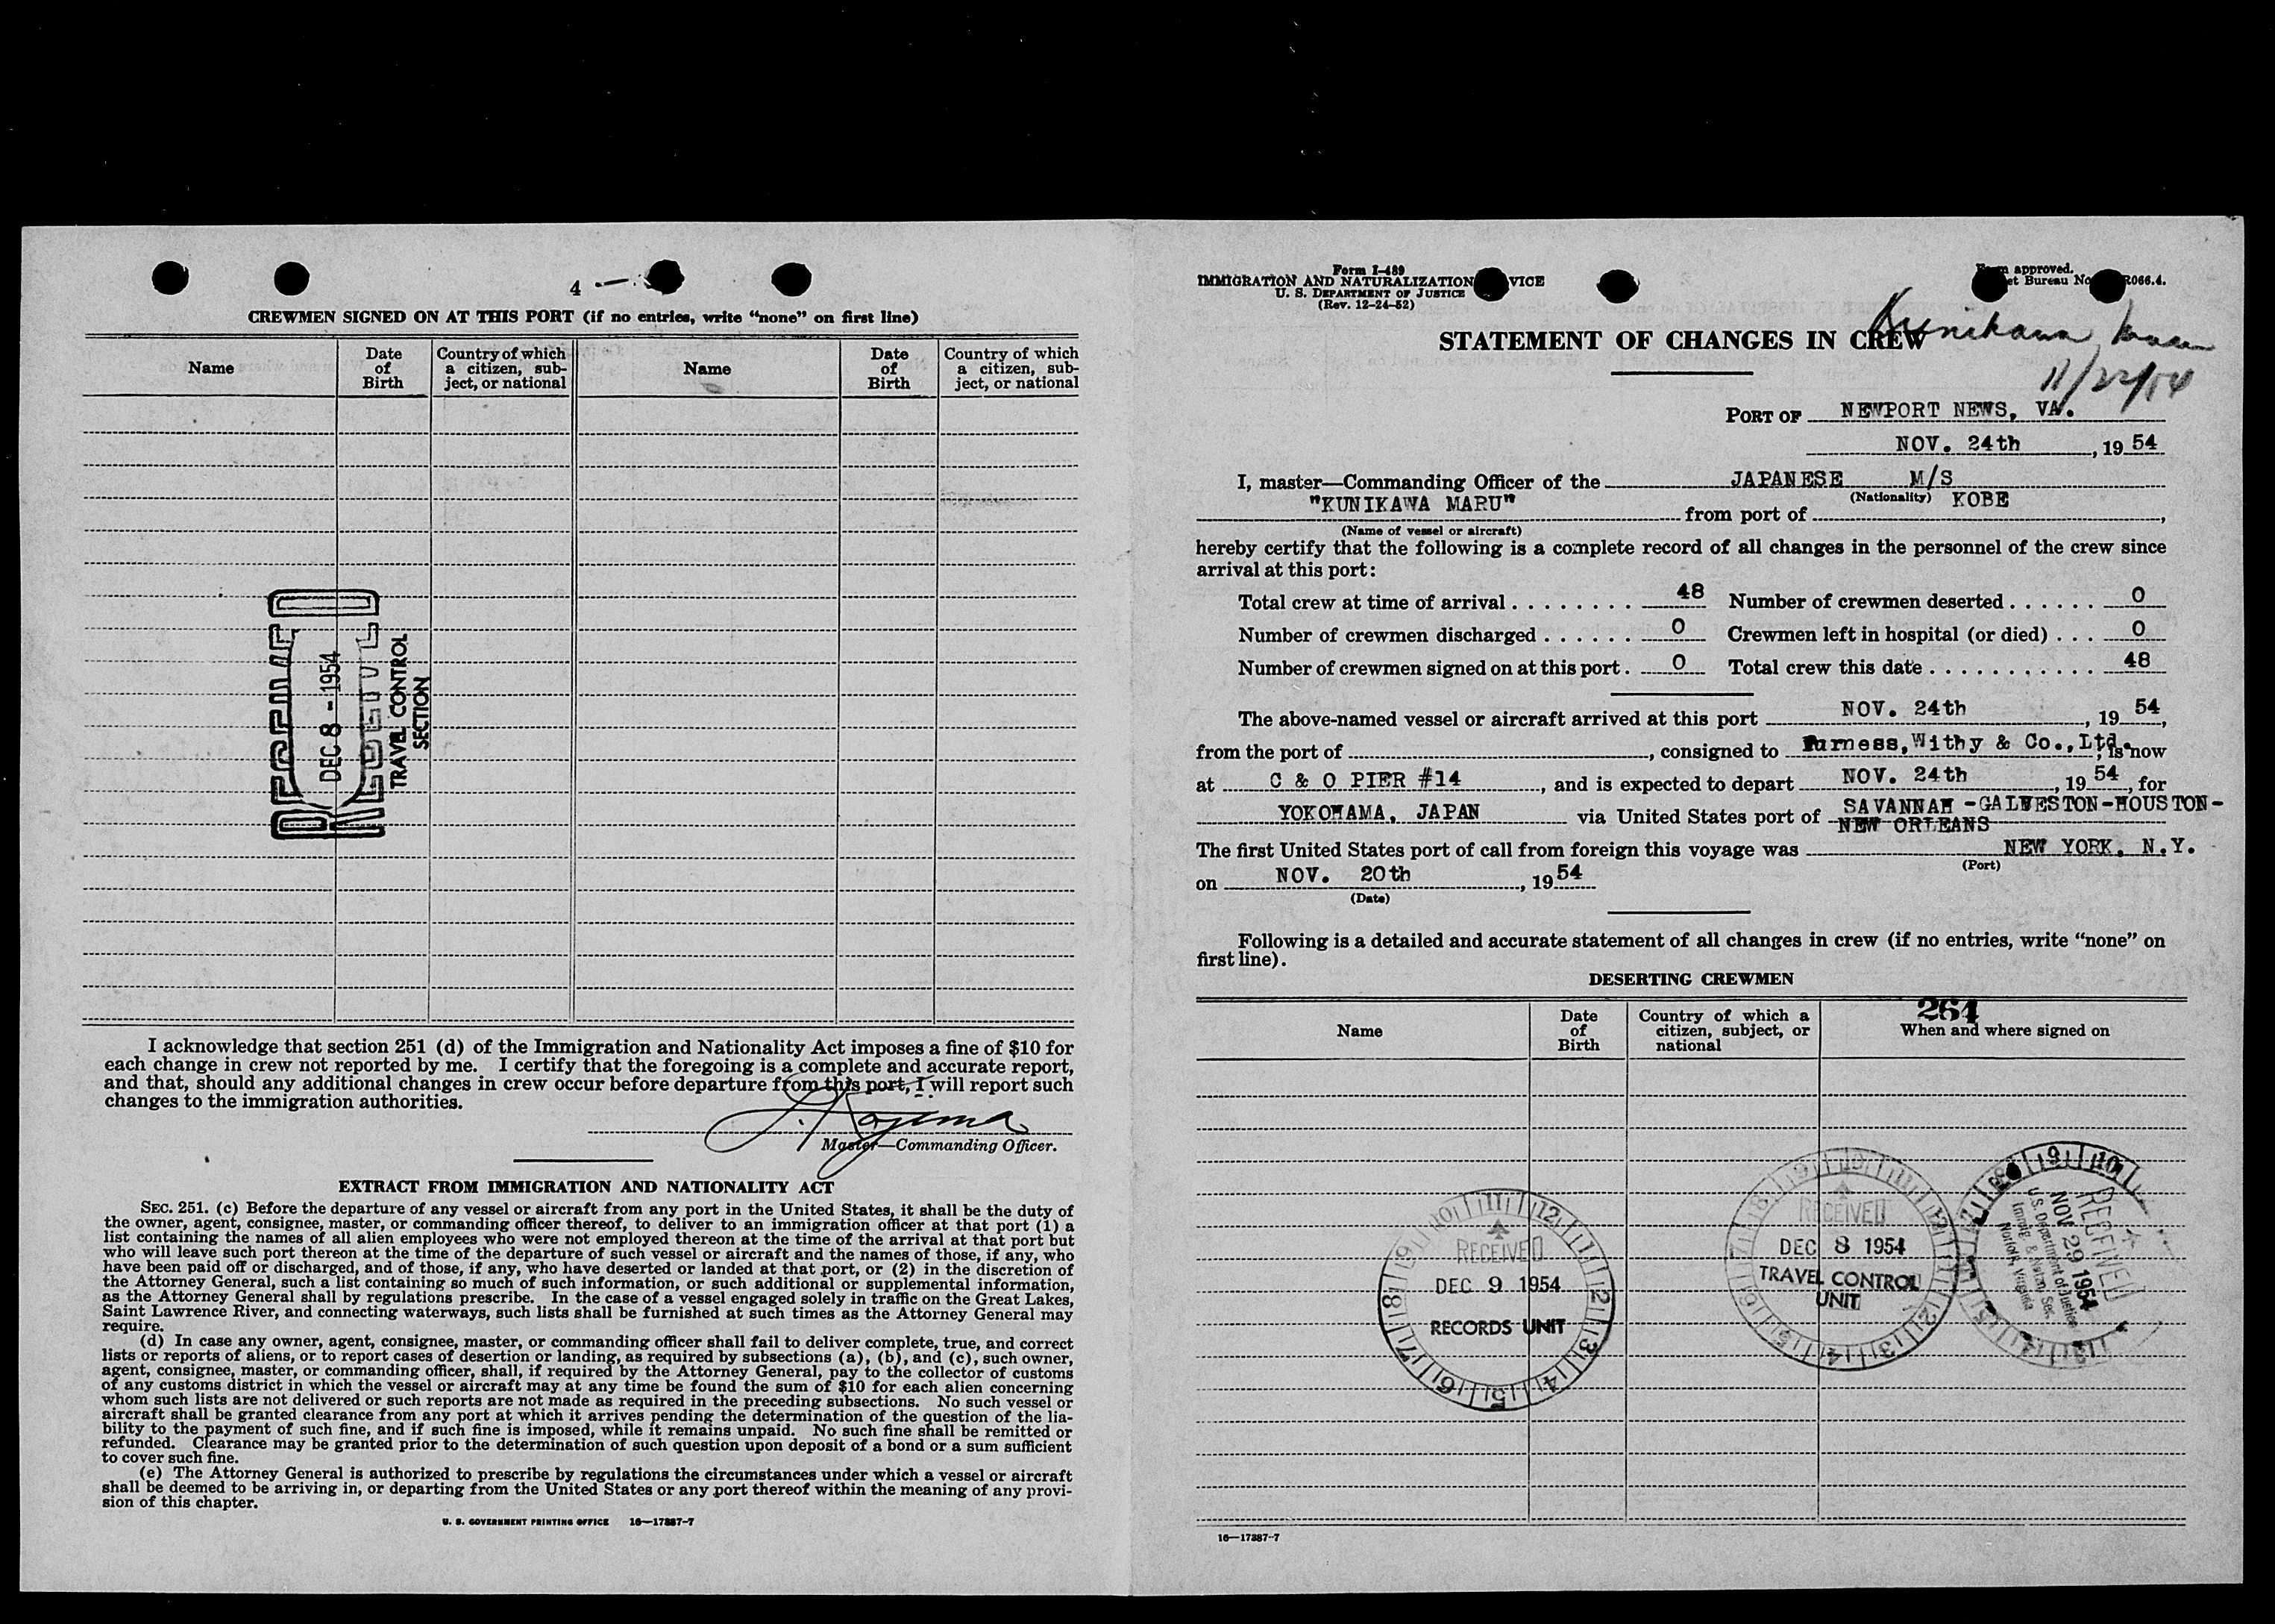 4
CREWMEN SIGNED ON AT THIS PORT (if no entries, write "none" on first line)
Name
Date of Birth
Country of which a citizen, subject, or national
Name
Date of Birth
Country of which a citizen, subject, or national
RECEIVED
DEC 8 - 1954
RECEIVED
TRAVEL CONTROL
SECTION
I acknowledge that section 251 (d) of the Immigration and Nationality Act imposes a fine of $10 for
each change in crew not reported by me. I certify that the foregoing is a complete and accurate report,
and that, should any additional changes in crew occur before departure from this port, I will report such
changes to the immigration authorities.
Master—Commanding Officer.
EXTRACT FROM IMMIGRATION AND NATIONALITY ACT
SEC. 251. (c) Before the departure of any vessel or aircraft from any port in the United States, it shall be the duty of
the owner, agent, consignee, master, or commanding officer thereof, to deliver to an immigration officer at that port (1) a
list containing the names of all alien employees who were not employed thereon at the time of the arrival at that port but
who will leave such port thereon at the time of the departure of such vessel or aircraft and the names of those, if any, who
have been paid off or discharged, and of those, if any, who have deserted or landed at that port, or (2) in the discretion of
the Attorney General, such a list containing so much of such information, or such additional or supplemental information,
as the Attorney General shall by regulations prescribe. In the case of a vessel engaged solely in traffic on the Great Lakes,
Saint Lawrence River, and connecting waterways, such lists shall be furnished at such times as the Attorney General may
require.
(d) In case any owner, agent, consignee, master, or commanding officer shall fail to deliver complete, true, and correct
lists or reports of aliens, or to report cases of desertion or landing, as required by subsections (a), (b), and (c), such owner,
agent, consignee, master, or commanding officer, shall, if required by the Attorney General, pay to the collector of customs
of any customs district in which the vessel or aircraft may at any time be found the sum of $10 for each alien concerning
whom such lists are not delivered or such reports are not made as required in the preceding subsections. No such vessel or
aircraft shall be granted clearance from any port at which it arrives pending the determination of the question of the lia-
bility to the payment of such fine, and if such fine is imposed, while it remains unpaid. No such fine shall be remitted or
refunded. Clearance may be granted prior to the determination of such question upon deposit of a bond or a sum sufficient
to cover such fine.
(e) The Attorney General is authorized to prescribe by regulations the circumstances under which a vessel or aircraft
shall be deemed to be arriving in, or departing from the United States or any port thereof within the meaning of any provi-
sion of this chapter.
U. S. GOVERNMENT PRINTING OFFICE 16—17887-7
Form I-489
IMMIGRATION AND NATURALIZATION VICE
U. S. DEPARTMENT OF JUSTICE
(Rev. 12-24-52)
approved.
et Bureau No. R066.4.
STATEMENT OF CHANGES IN CREW
Kunikawa Maru
11/22/54
PORT OF NEWPORT NEWS, VA.
NOV. 24th, 19 54
I, master—Commanding Officer of the JAPANESE M/S
(Nationality)
"KUNIKAWA MARU" from port of KOBE,
(Name of vessel or aircraft)
hereby certify that the following is a complete record of all changes in the personnel of the crew since
arrival at this port:
Total crew at time of arrival . . . . . . . . 48 Number of crewmen deserted . . . . . . 0
Number of crewmen discharged . . . . . . 0 Crewmen left in hospital (or died) . . . 0
Number of crewmen signed on at this port . 0 Total crew this date . . . . . . . . . . . 48
The above-named vessel or aircraft arrived at this port NOV. 24th, 19 54,
from the port of , consigned to Furness, Withy & Co., Ltd., is now
at C & O PIER #14, and is expected to depart NOV. 24th, 19 54, for
YOKOHAMA, JAPAN via United States port of SAVANNAH-GALVESTON-HOUSTON-
NEW ORLEANS
The first United States port of call from foreign this voyage was NEW YORK, N.Y.
(Port)
on NOV. 20th, 19 54
(Date)
Following is a detailed and accurate statement of all changes in crew (if no entries, write "none" on
first line).
DESERTING CREWMEN
Name
Date of Birth
Country of which a citizen, subject, or national
264
When and where signed on
RECEIVED
DEC 9 1954
RECORDS UNIT
RECEIVED
DEC 8 1954
TRAVEL CONTROL
UNIT
RECEIVED
NOV 29 1954
U.S. Department of Justice
Immig. & Natzn. Ser.
Norfolk, Virginia
16—17887-7